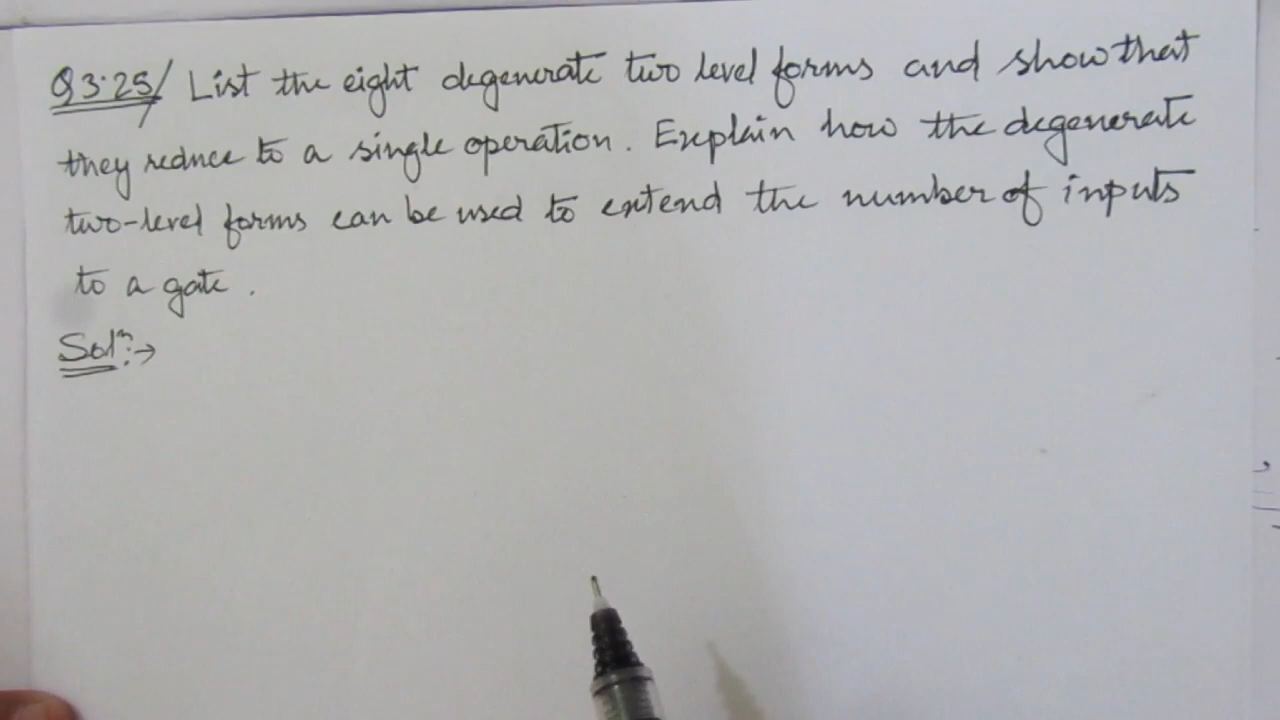 Q3.25/ List the eight degenerate two level forms and show that
they reduce to a single operation. Explain how the degenerate
two-level forms can be used to extend the number of inputs
to a gate.
Solⁿ:→